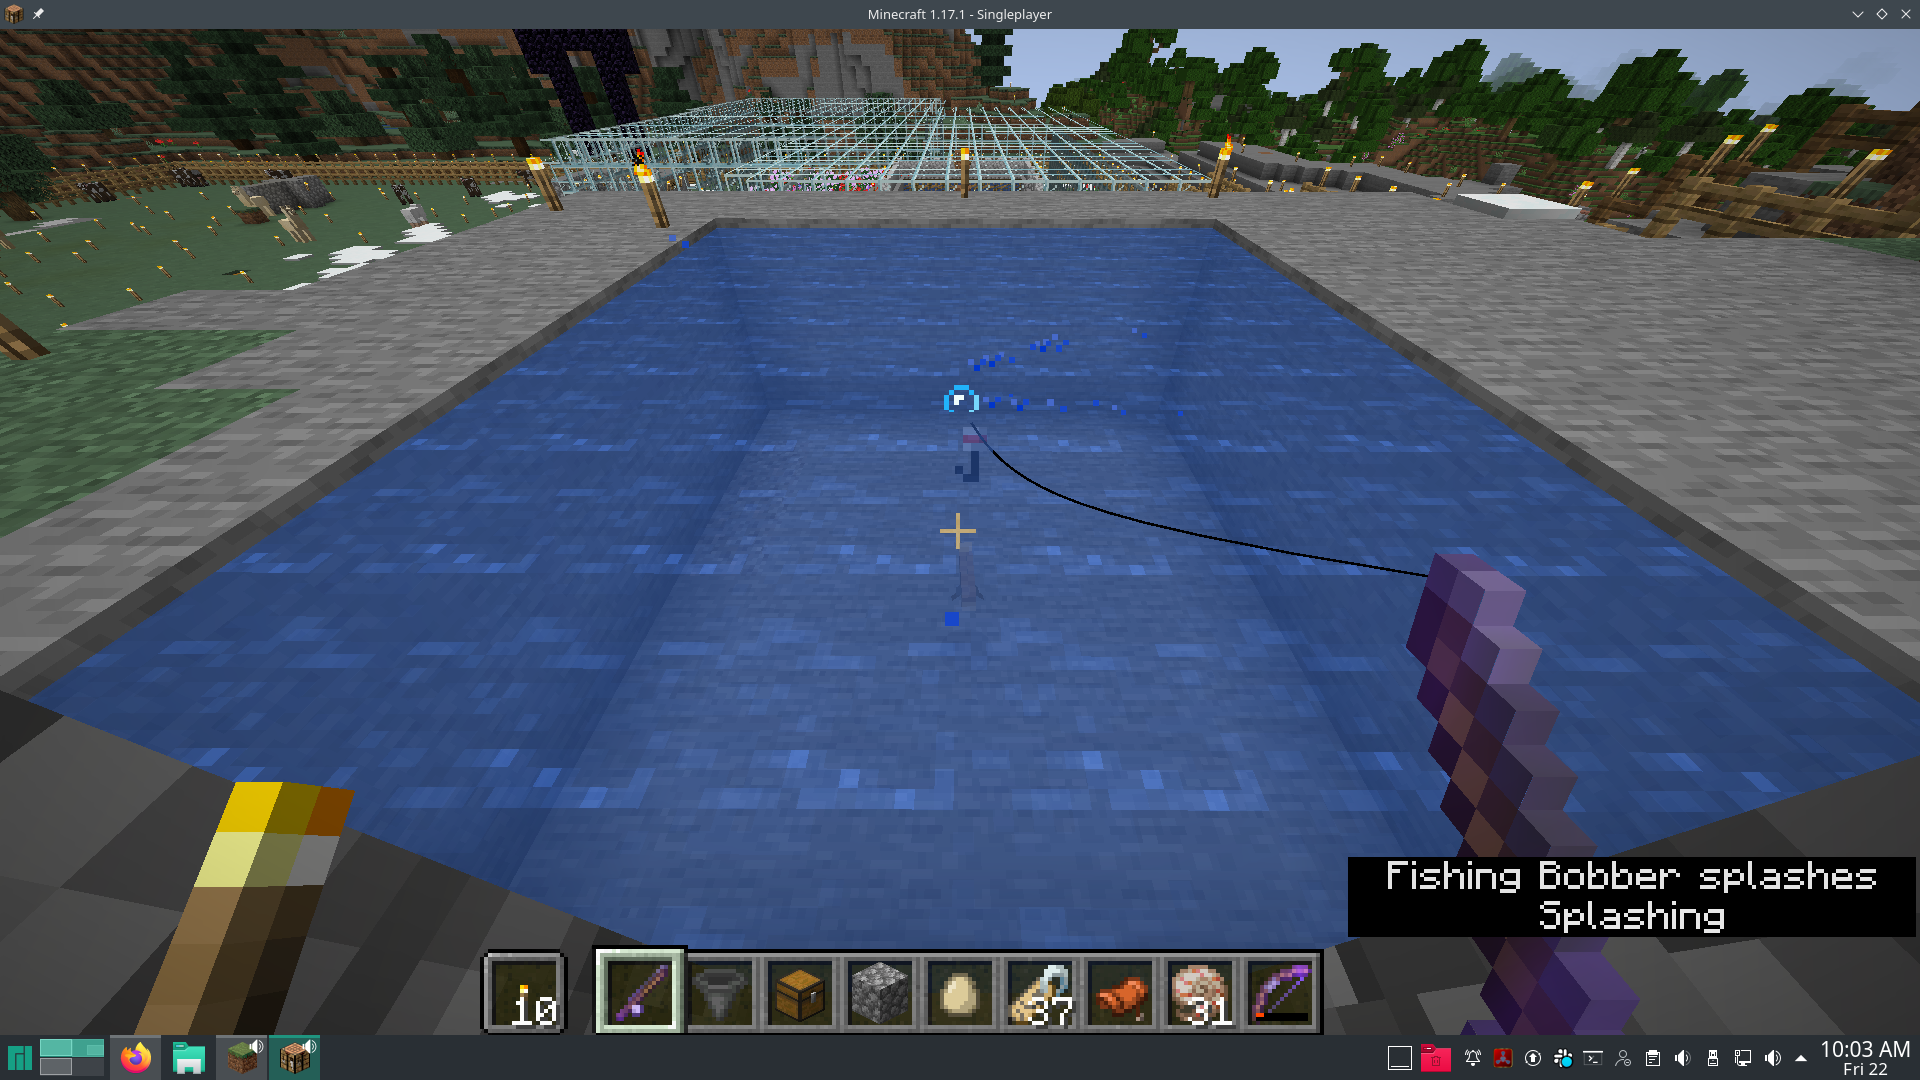 Minecraft 1.17.1 - Singleplayer
Fishing Bobber splashes
Splashing
10
37
31
10:03 AM
Fri 22